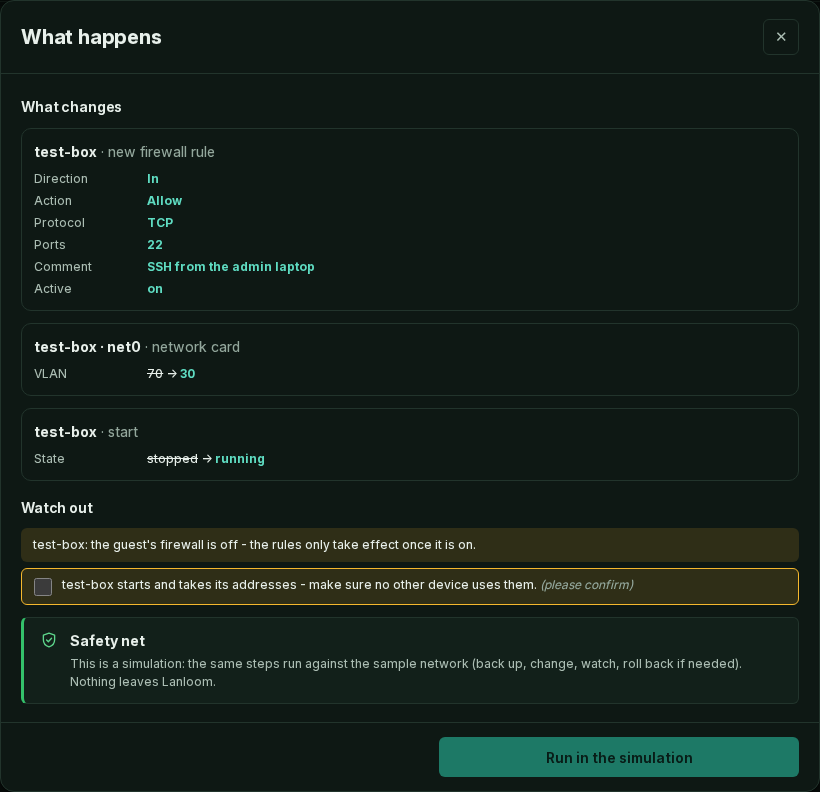 What happens
×
What changes
test-box · new firewall rule
Direction In
Action Allow
Protocol TCP
Ports 22
Comment SSH from the admin laptop
Active on
test-box · net0 · network card
VLAN 70 → 30
test-box · start
State stopped → running
Watch out
test-box: the guest's firewall is off - the rules only take effect once it is on.
test-box starts and takes its addresses - make sure no other device uses them. (please confirm)
Safety net
This is a simulation: the same steps run against the sample network (back up, change, watch, roll back if needed).
Nothing leaves Lanloom.
Run in the simulation